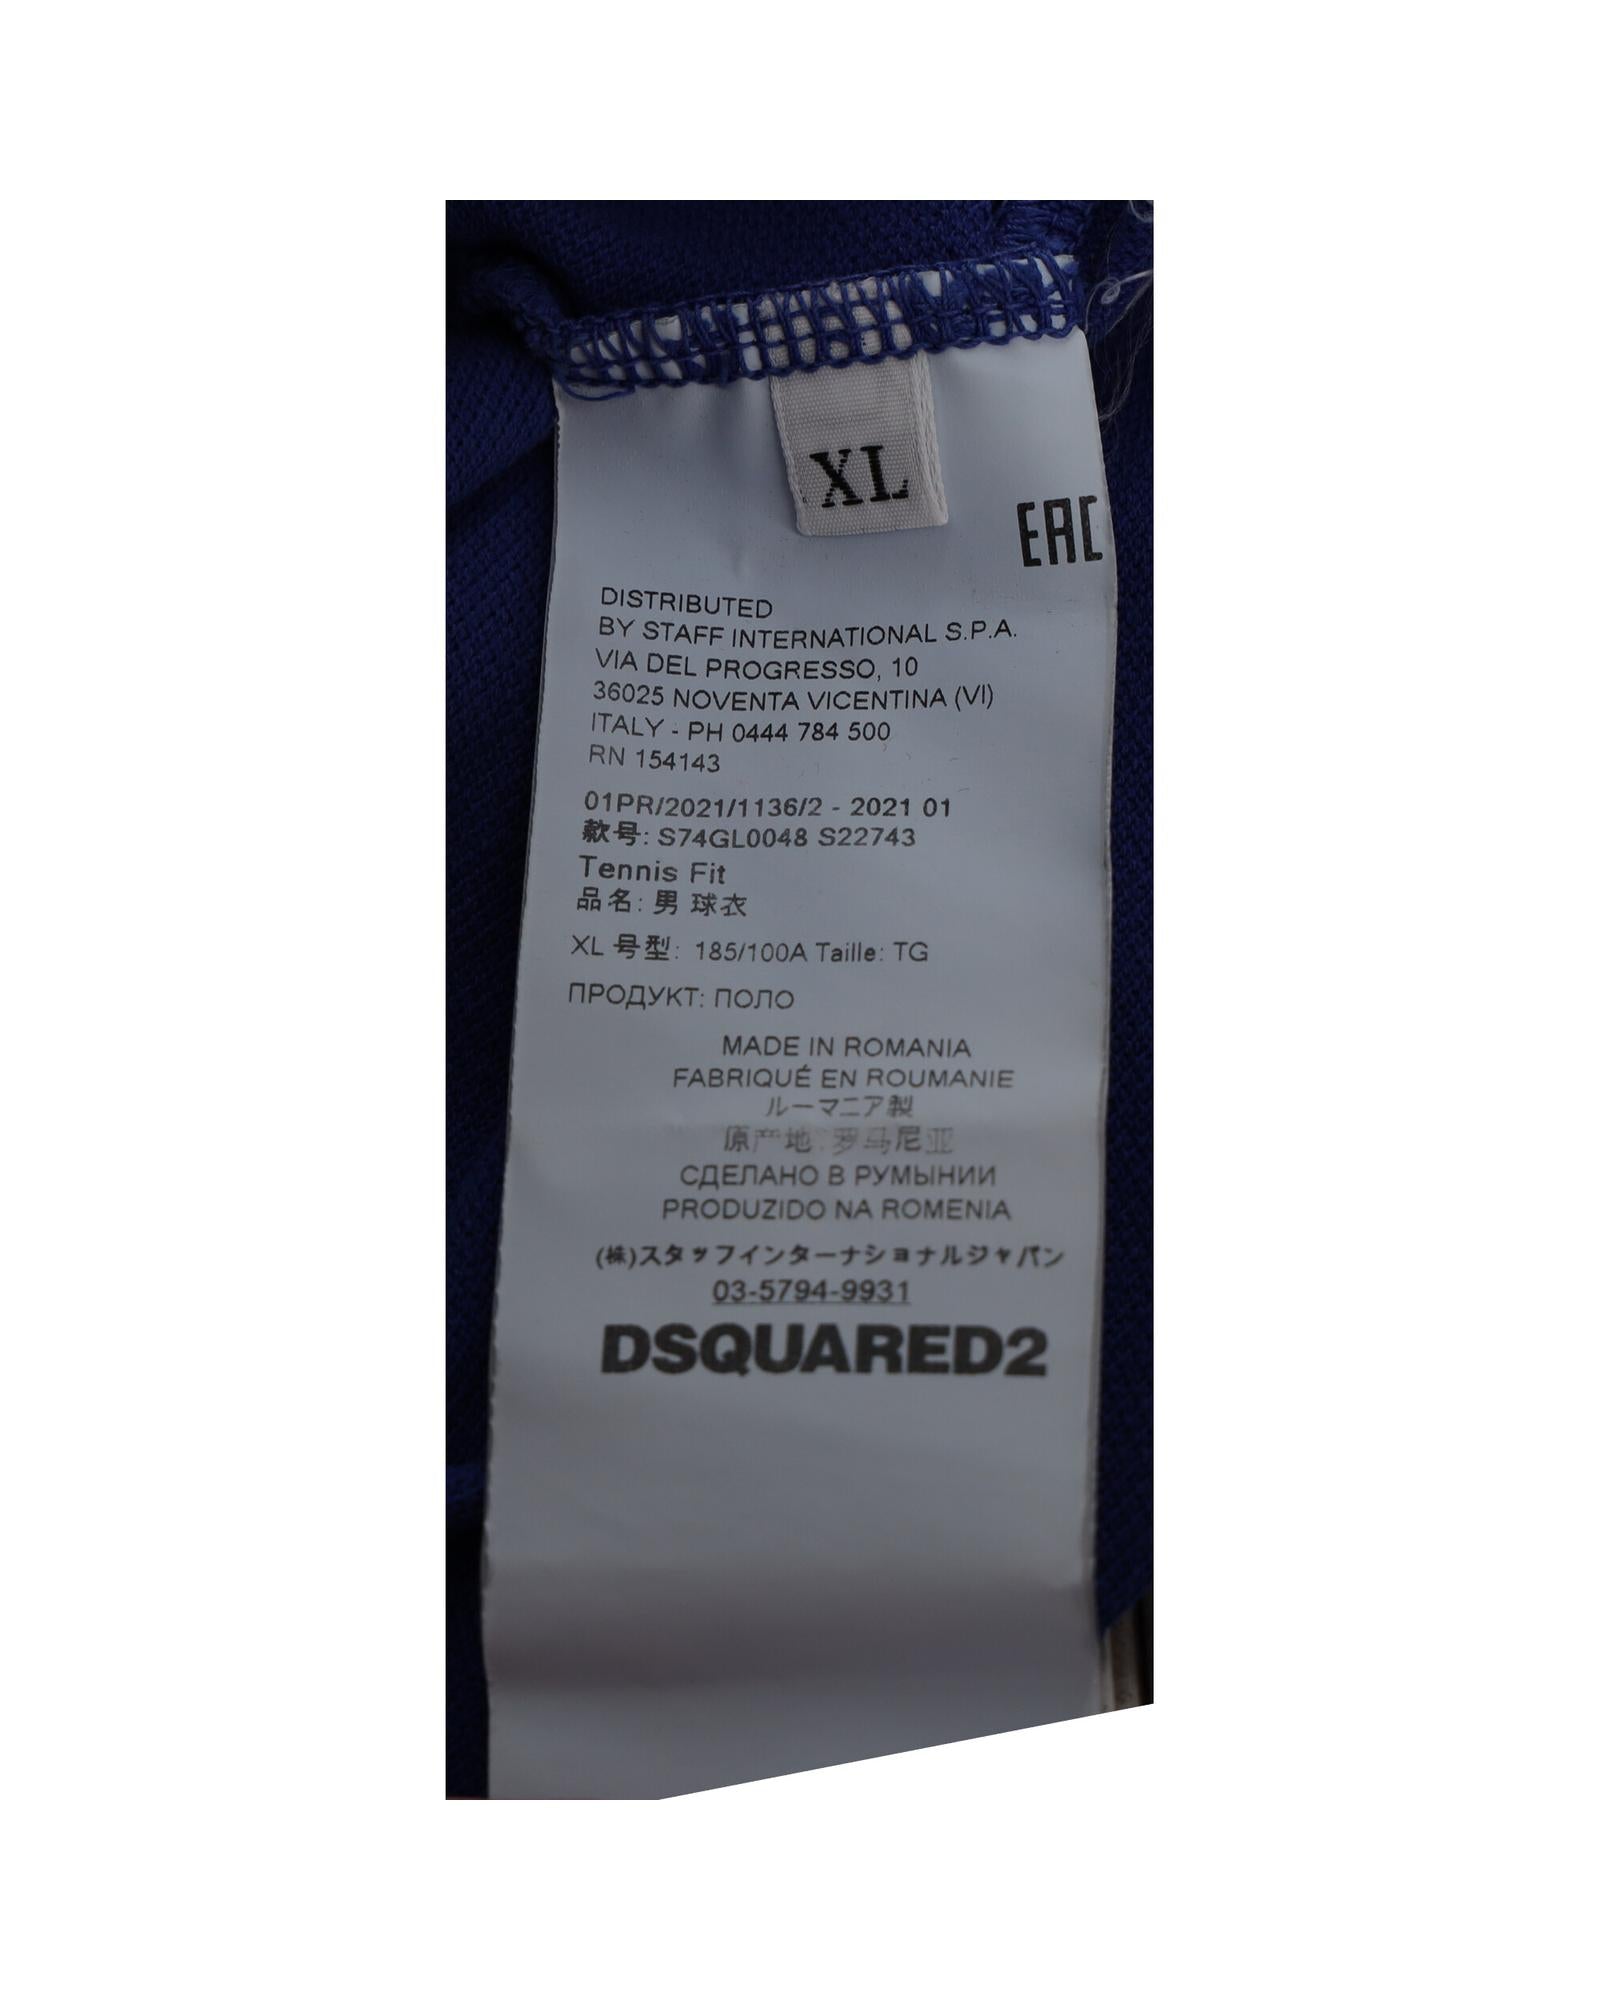 XL
EAC
DISTRIBUTED
BY STAFF INTERNATIONAL S.P.A.
VIA DEL PROGRESSO, 10
36025 NOVENTA VICENTINA (VI)
ITALY - PH 0444 784 500
RN 154143
01PR/2021/1136/2 - 2021 01
款号: S74GL0048 S22743
Tennis Fit
品名: 男 球衣
XL 号型: 185/100A Taille: TG
ПРОДУКТ: ПОЛО
MADE IN ROMANIA
FABRIQUÉ EN ROUMANIE
ルーマニア製
原产地: 罗马尼亚
СДЕЛАНО В РУМЫНИИ
PRODUZIDO NA ROMENIA
(株)スタッフインターナショナルジャパン
03-5794-9931
DSQUARED2